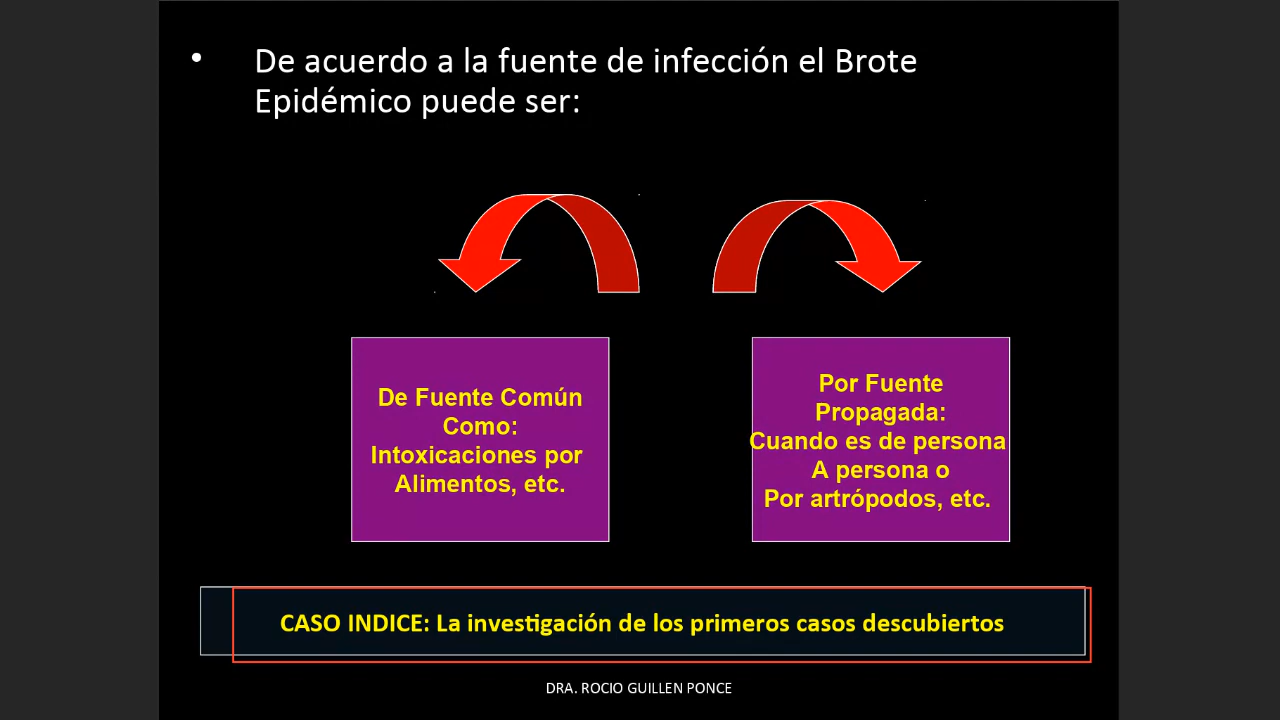 • De acuerdo a la fuente de infección el Brote
Epidémico puede ser:
De Fuente Común
Como:
Intoxicaciones por
Alimentos, etc.
Por Fuente
Propagada:
Cuando es de persona
A persona o
Por artrópodos, etc.
CASO INDICE: La investigación de los primeros casos descubiertos
DRA. ROCIO GUILLEN PONCE